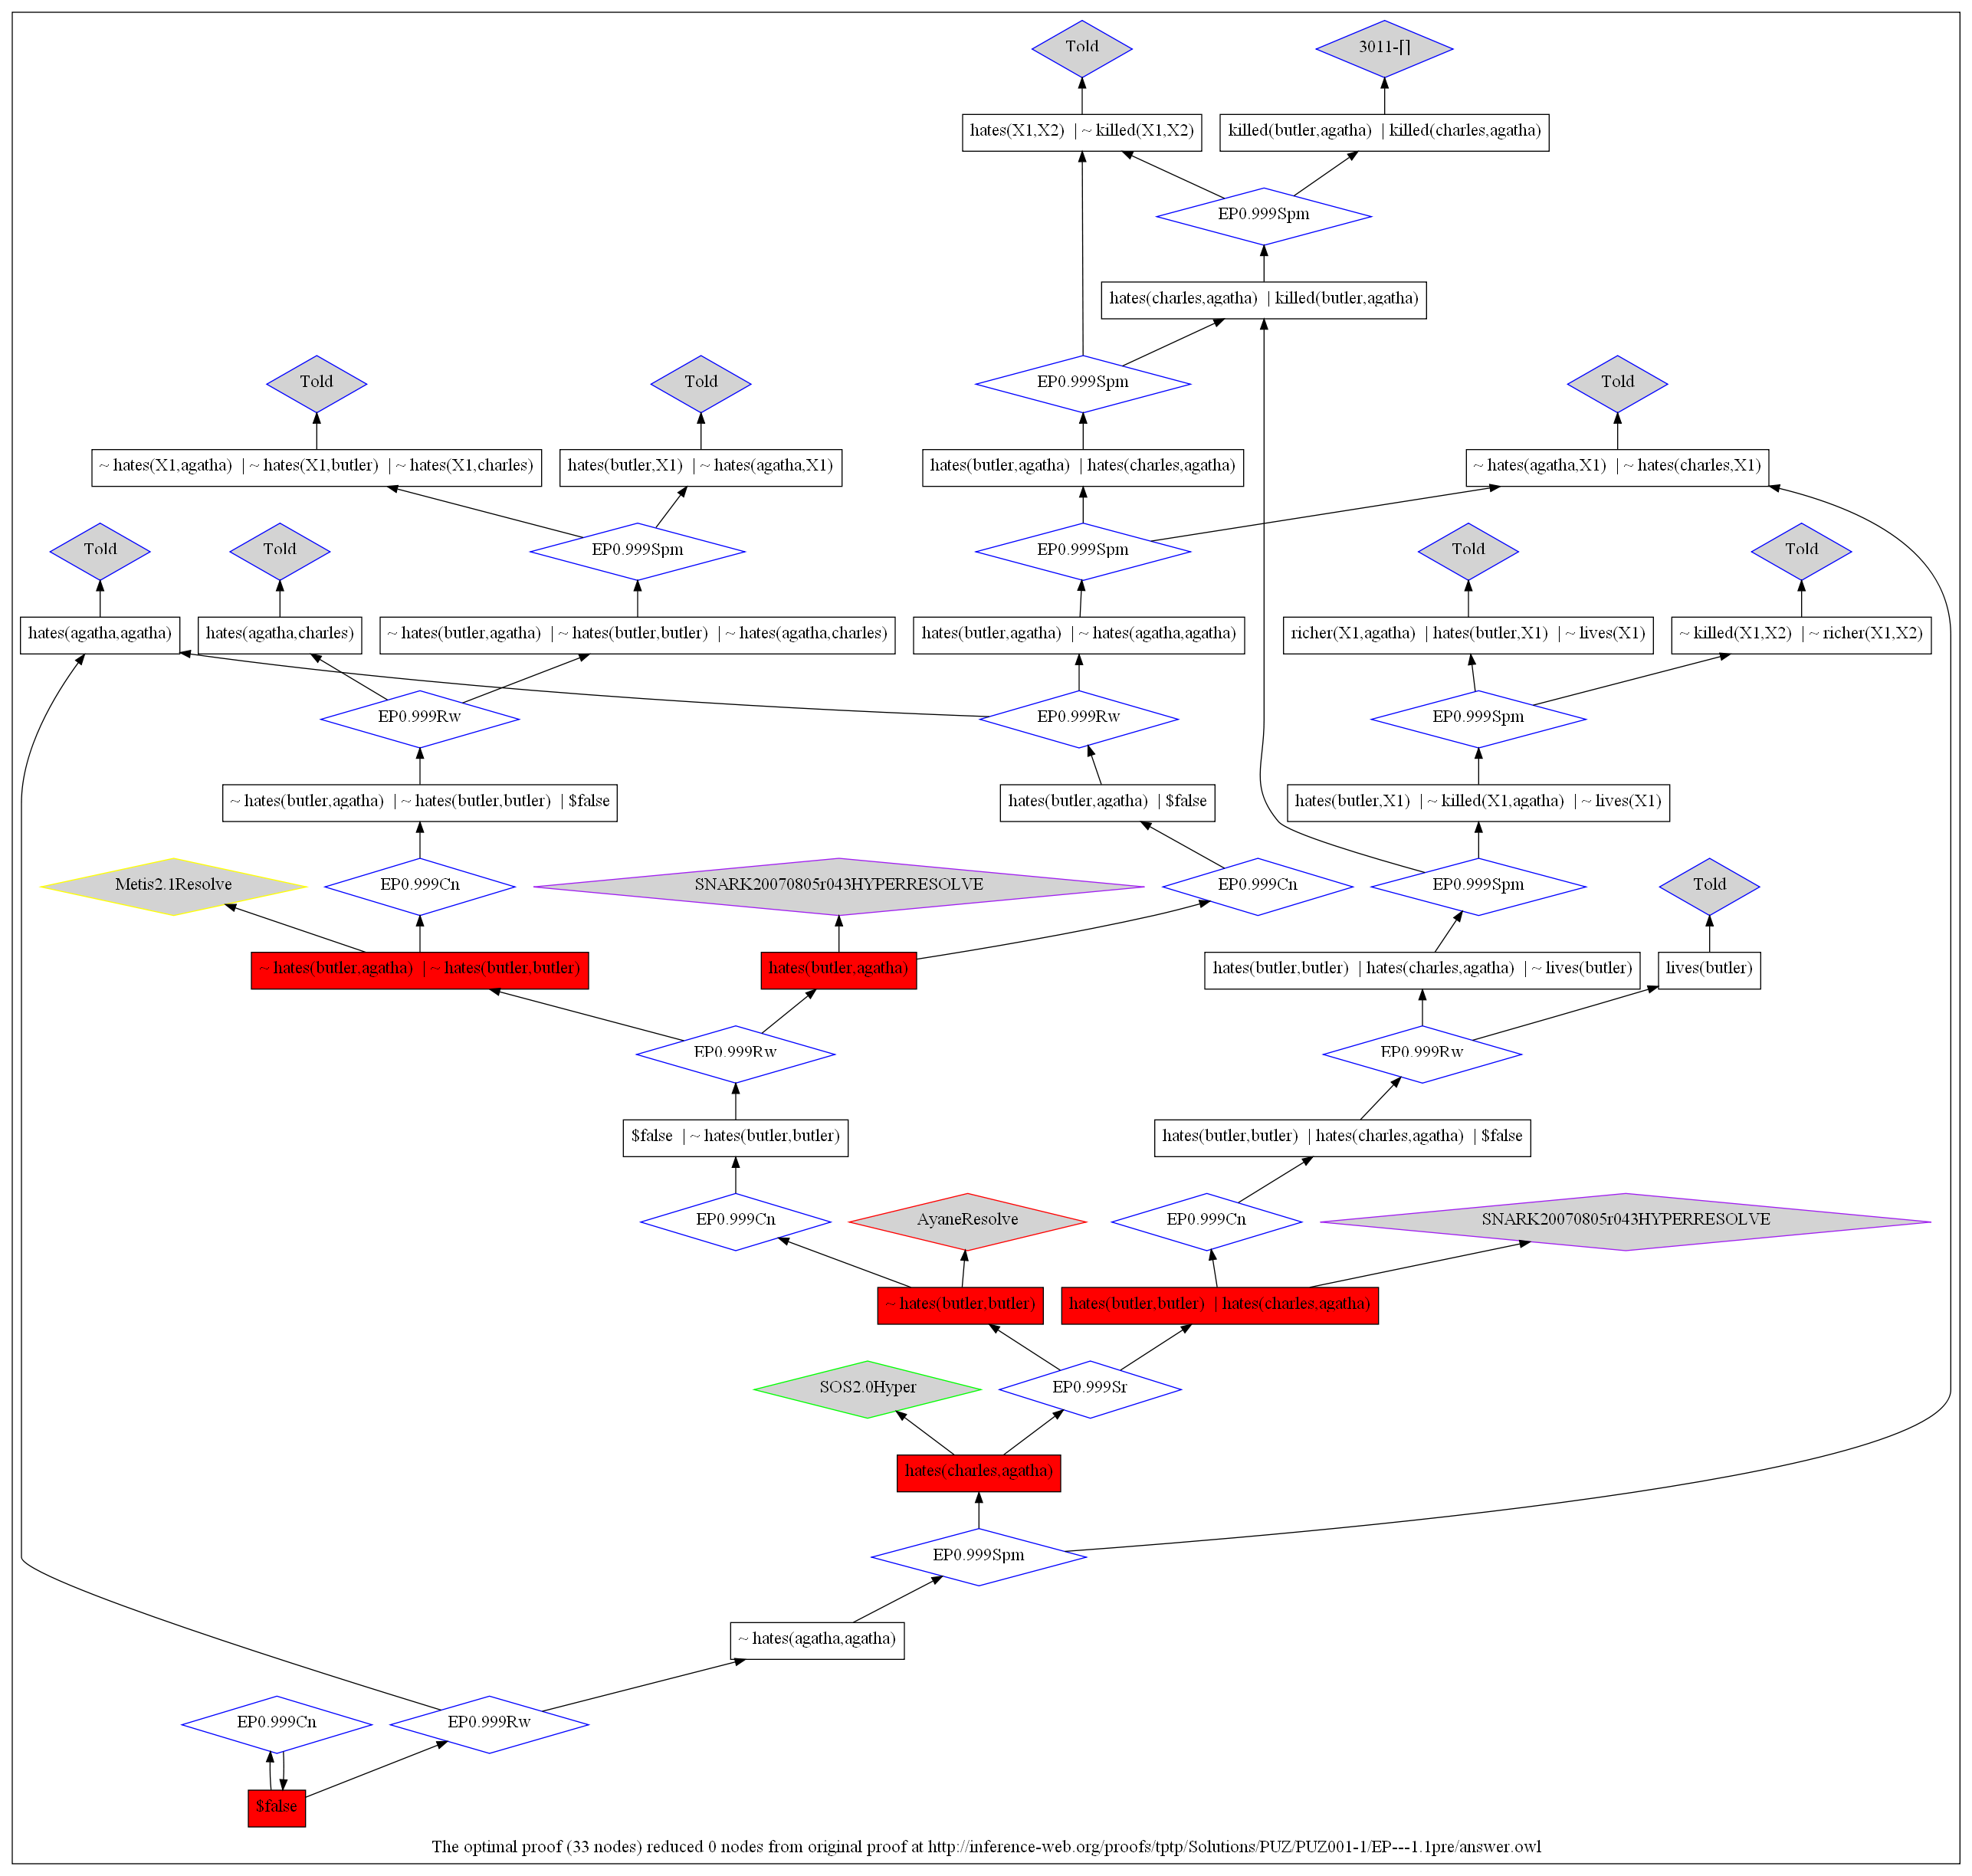 Told
3011-[]
hates(X1,X2) | ~ killed(X1,X2)
killed(butler,agatha) | killed(charles,agatha)
EP0.999Spm
hates(charles,agatha) | killed(butler,agatha)
Told
Told
EP0.999Spm
Told
~ hates(X1,agatha) | ~ hates(X1,butler) | ~ hates(X1,charles)
hates(butler,X1) | ~ hates(agatha,X1)
hates(butler,agatha) | hates(charles,agatha)
~ hates(agatha,X1) | ~ hates(charles,X1)
Told
Told
EP0.999Spm
EP0.999Spm
Told
Told
hates(agatha,agatha)
hates(agatha,charles)
~ hates(butler,agatha) | ~ hates(butler,butler) | ~ hates(agatha,charles)
hates(butler,agatha) | ~ hates(agatha,agatha)
richer(X1,agatha) | hates(butler,X1) | ~ lives(X1)
~ killed(X1,X2) | ~ richer(X1,X2)
EP0.999Rw
EP0.999Rw
EP0.999Spm
~ hates(butler,agatha) | ~ hates(butler,butler) | $false
hates(butler,agatha) | $false
hates(butler,X1) | ~ killed(X1,agatha) | ~ lives(X1)
Metis2.1Resolve
EP0.999Cn
SNARK20070805r043HYPERRESOLVE
EP0.999Cn
EP0.999Spm
Told
~ hates(butler,agatha) | ~ hates(butler,butler)
hates(butler,agatha)
hates(butler,butler) | hates(charles,agatha) | ~ lives(butler)
lives(butler)
EP0.999Rw
EP0.999Rw
$false | ~ hates(butler,butler)
hates(butler,butler) | hates(charles,agatha) | $false
EP0.999Cn
AyaneResolve
EP0.999Cn
SNARK20070805r043HYPERRESOLVE
~ hates(butler,butler)
hates(butler,butler) | hates(charles,agatha)
SOS2.0Hyper
EP0.999Sr
hates(charles,agatha)
EP0.999Spm
~ hates(agatha,agatha)
EP0.999Cn
EP0.999Rw
$false
The optimal proof (33 nodes) reduced 0 nodes from original proof at http://inference-web.org/proofs/tptp/Solutions/PUZ/PUZ001-1/EP---1.1pre/answer.owl